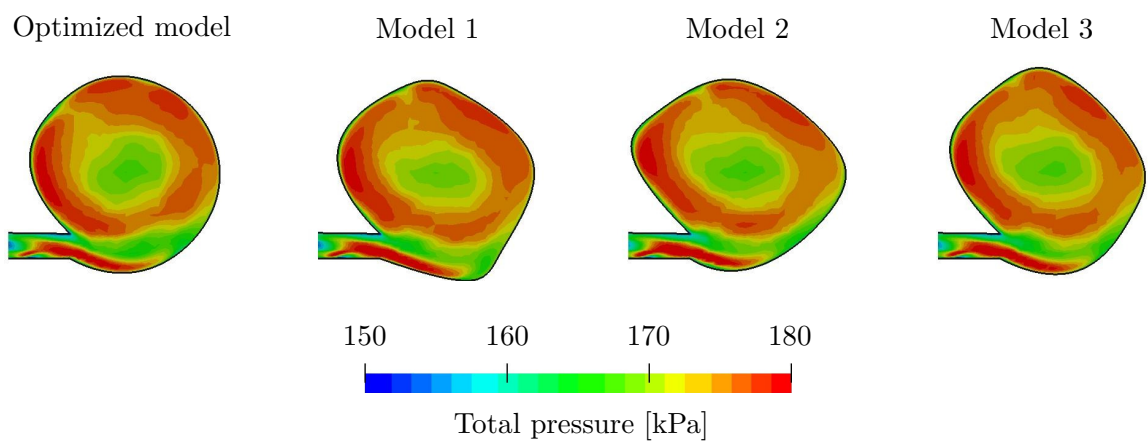 Optimized model Model 1 Model 2 Model 3
150 160 170 180
Total pressure [kPa]